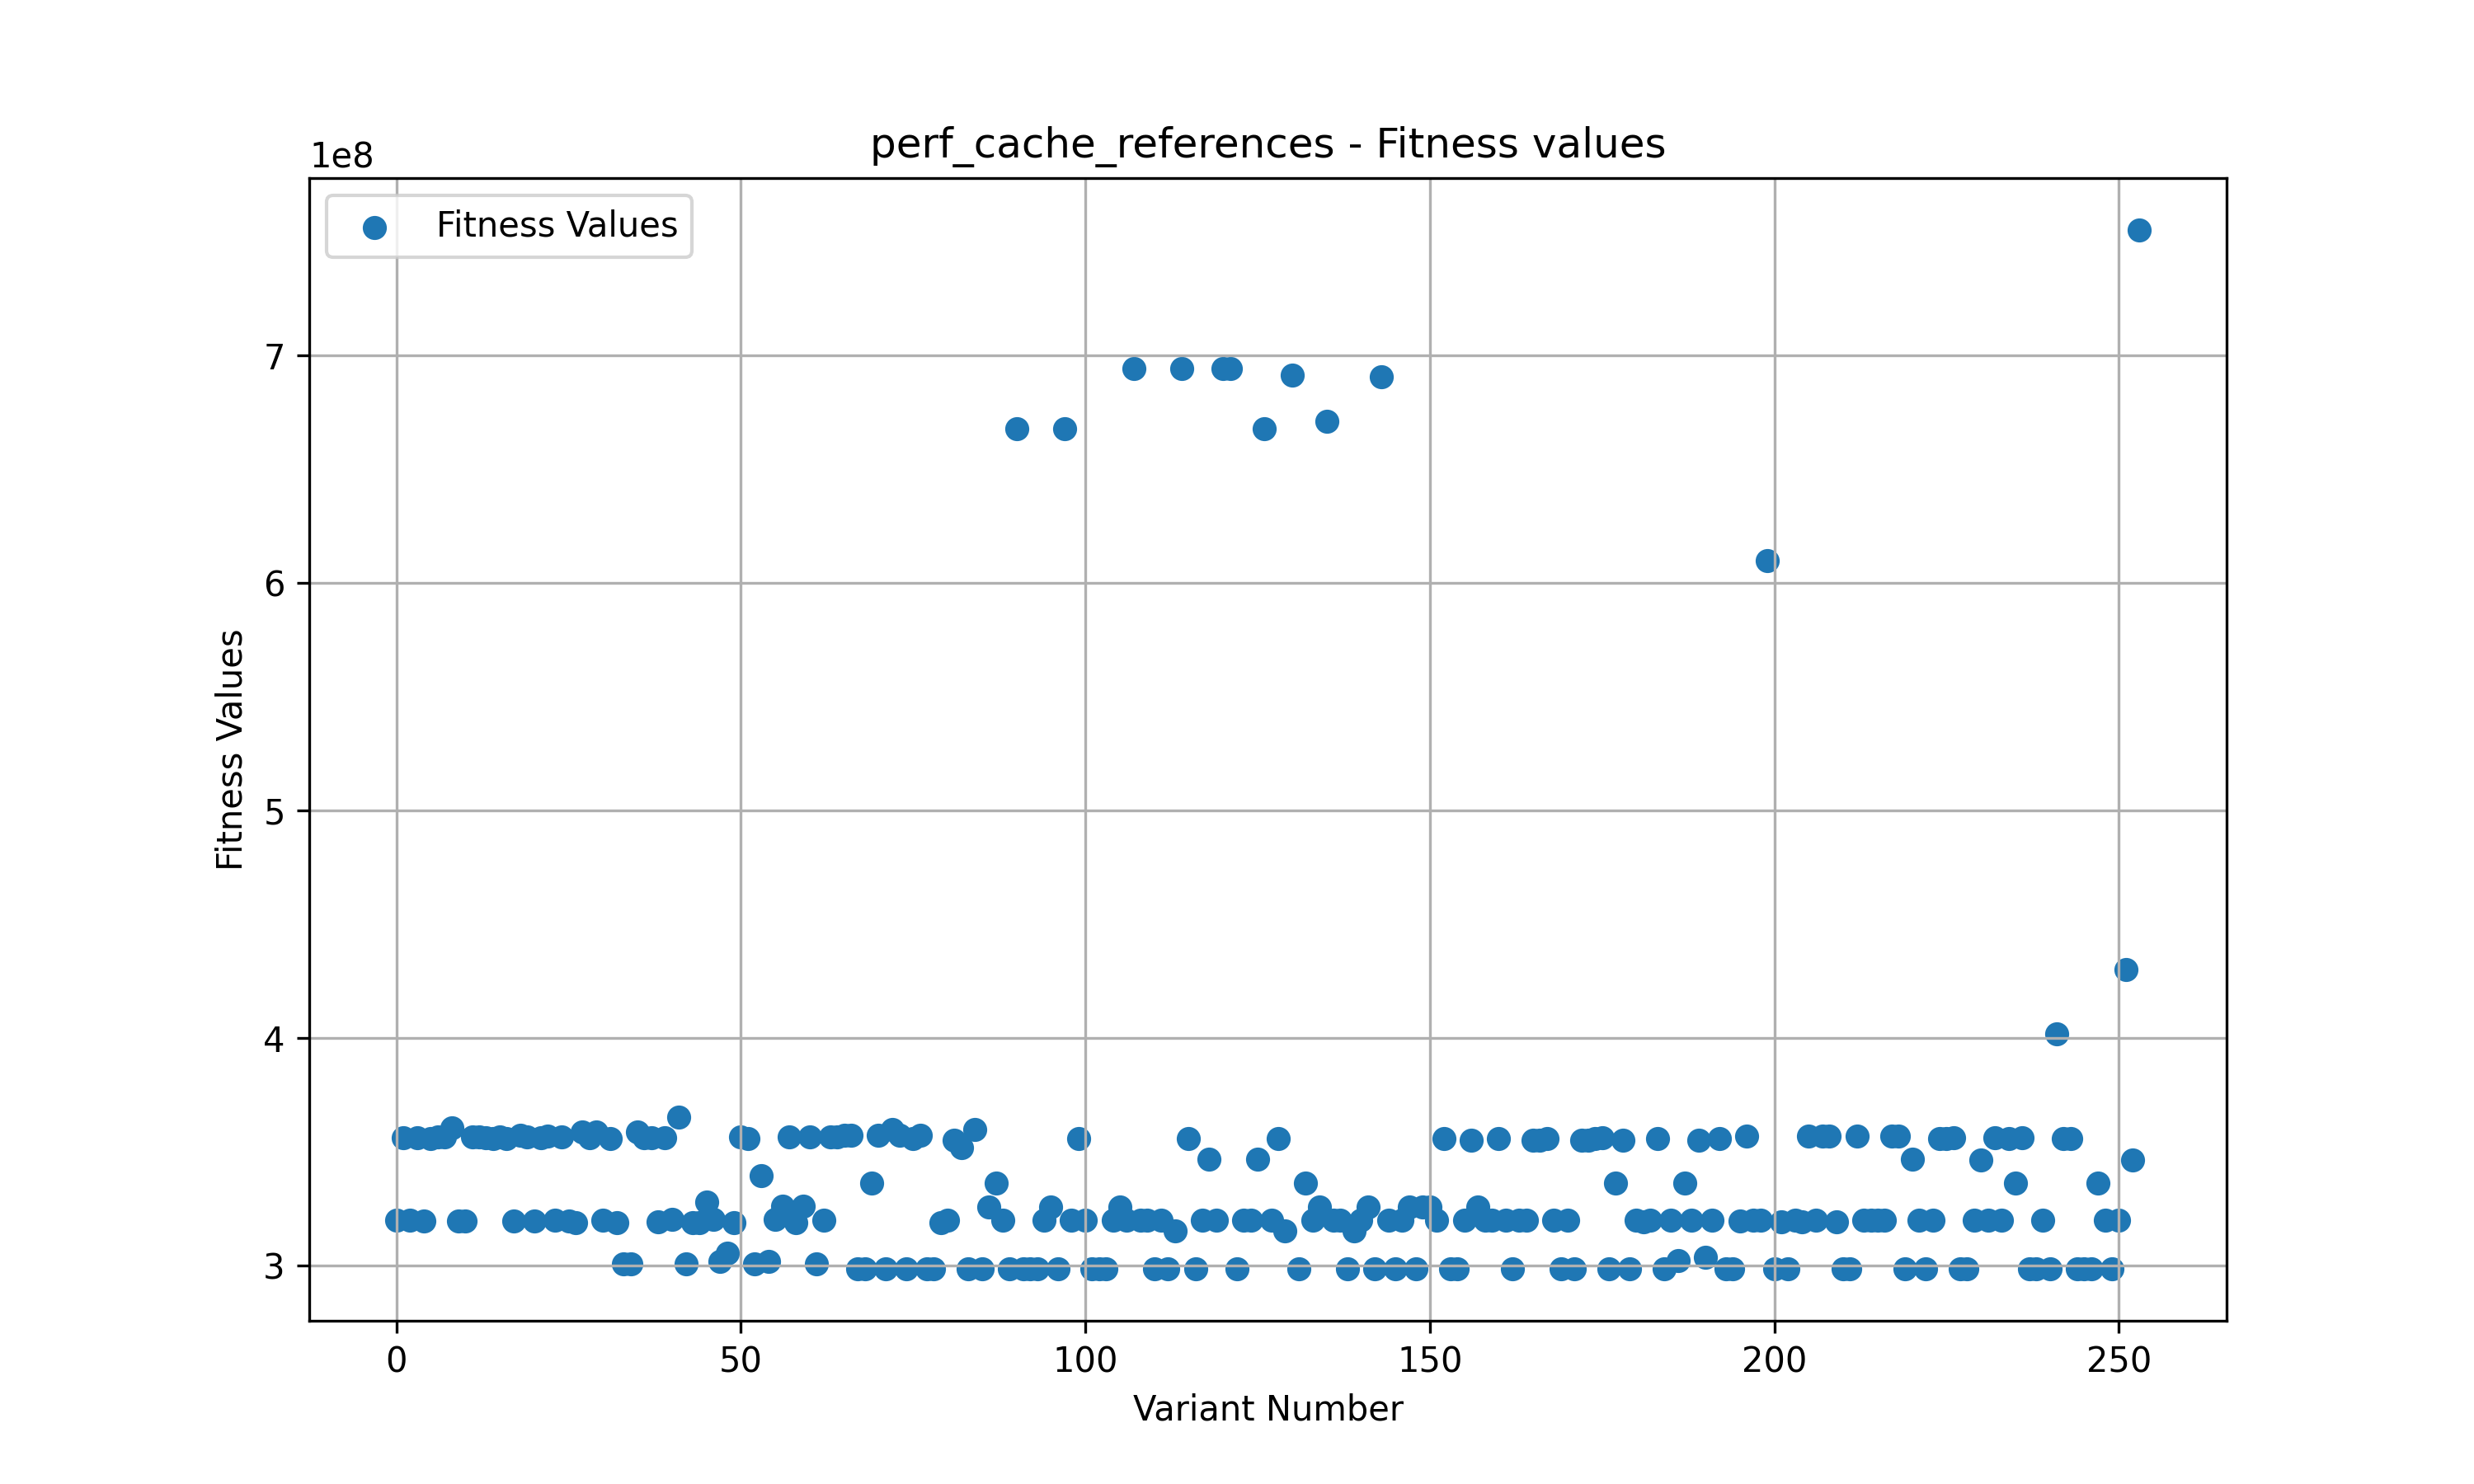 perf_cache_references - Fitness values
1e8
Fitness Values
7
6
5
4
3
Fitness Values
0 50 100 150 200 250
Variant Number